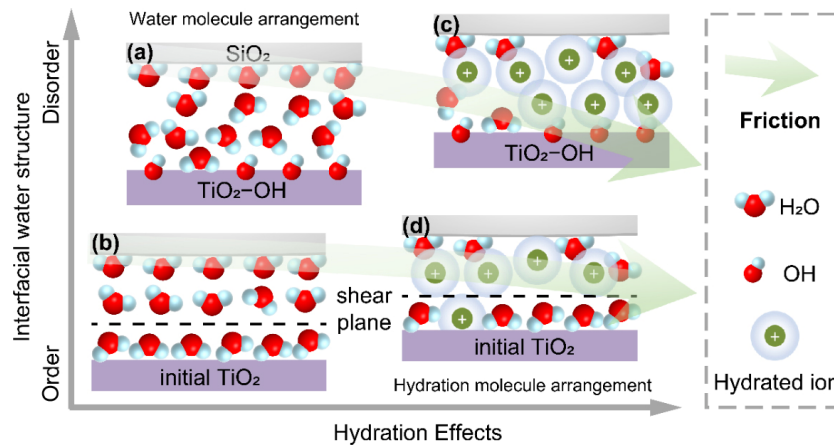 Water molecule arrangement
(a)
SiO₂
TiO₂−OH
(c)
+
+
+
+
+
+
TiO₂−OH
(b)
initial TiO₂
shear
plane
(d)
+
+
+
+
+
initial TiO₂
Hydration molecule arrangement
Disorder
Interfacial water structure
Order
Hydration Effects
Friction
H₂O
OH
+
Hydrated ion